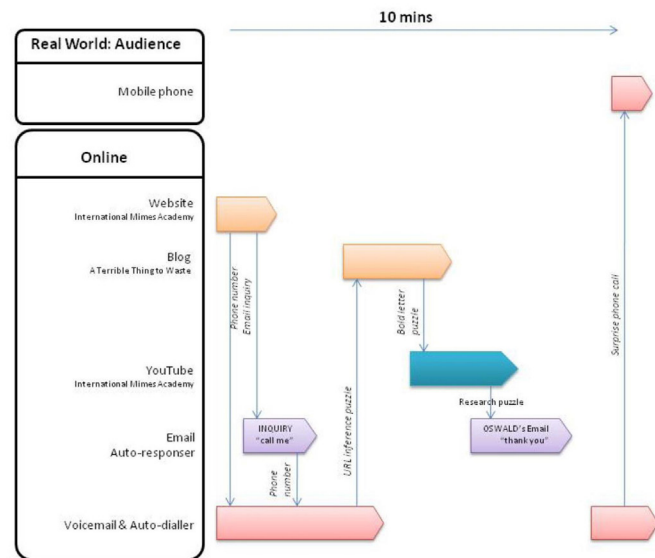 10 mins
Real World: Audience
Mobile phone
Online
Website
International Mimes Academy
Blog
A Terrible Thing to Waste
YouTube
International Mimes Academy
Email
Auto-responser
Voicemail & Auto-dialler
Phone number
Email inquiry
INQUIRY
"call me"
Phone
number
URL inference puzzle
Bold letter
puzzle
Research puzzle
OSWALD's Email
"thank you"
Surprise phone call